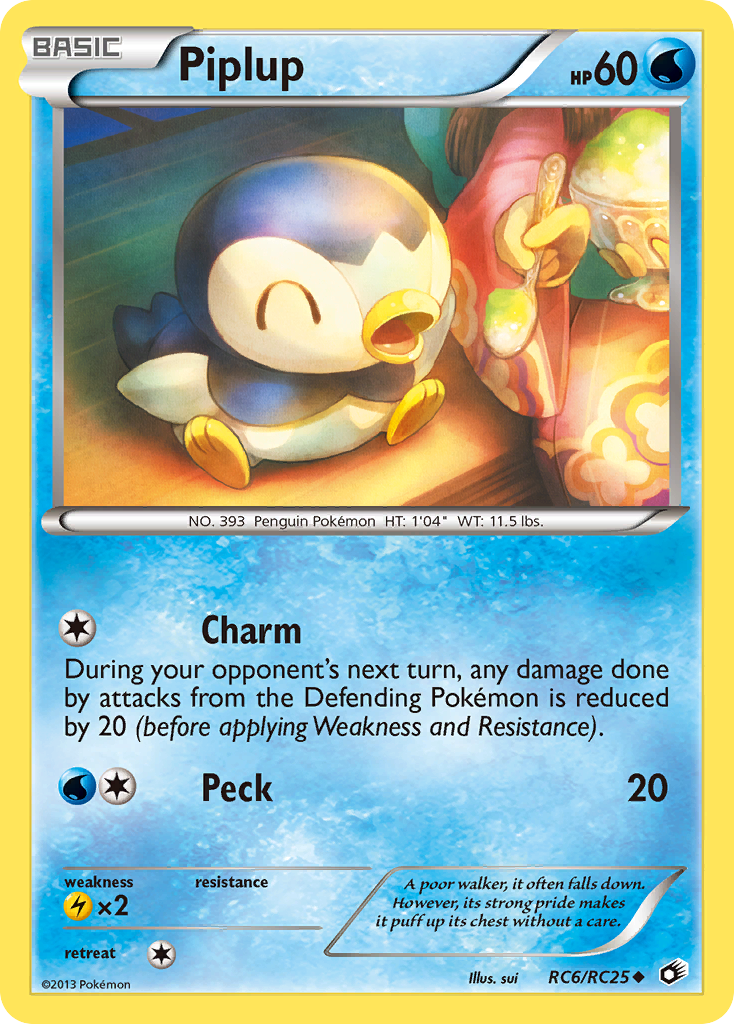 BASIC
Piplup
HP60
NO. 393 Penguin Pokémon HT: 1'04" WT: 11.5 lbs.
Charm
During your opponent's next turn, any damage done
by attacks from the Defending Pokémon is reduced
by 20 (before applying Weakness and Resistance).
Peck 20
weakness resistance
×2
A poor walker, it often falls down.
However, its strong pride makes
it puff up its chest without a care.
retreat
©2013 Pokémon
Illus. sui
RC6/RC25